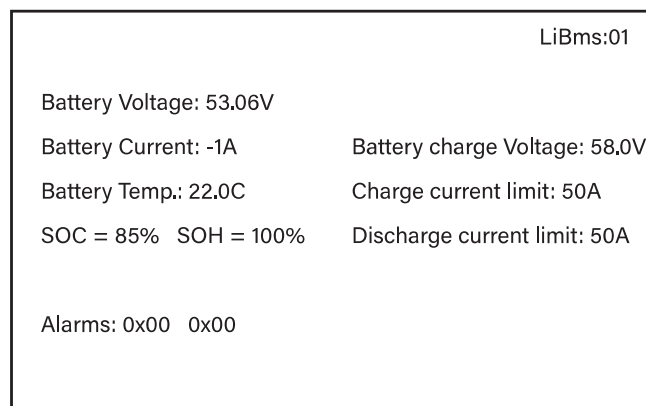 LiBms:01
Battery Voltage: 53.06V
Battery Current: -1A Battery charge Voltage: 58.0V
Battery Temp.: 22.0C Charge current limit: 50A
SOC = 85% SOH = 100% Discharge current limit: 50A
Alarms: 0x00 0x00